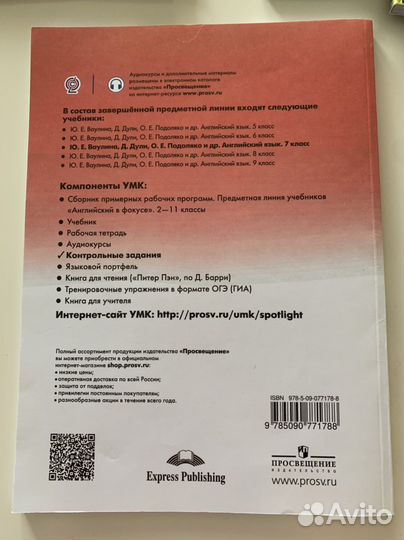 Аудиокурсы и дополнительные материалы
размещены в электронном каталоге
издательства «Просвещение»
на интернет-ресурсе www.prosv.ru
В состав завершённой предметной линии входят следующие
учебники:
• Ю. Е. Ваулина, Д. Дули, О. Е. Подоляко и др. Английский язык. 5 класс
• Ю. Е. Ваулина, Д. Дули, О. Е. Подоляко и др. Английский язык. 6 класс
• Ю. Е. Ваулина, Д. Дули, О. Е. Подоляко и др. Английский язык. 7 класс
• Ю. Е. Ваулина, Д. Дули, О. Е. Подоляко и др. Английский язык. 8 класс
• Ю. Е. Ваулина, Д. Дули, О. Е. Подоляко и др. Английский язык. 9 класс
Компоненты УМК:
• Сборник примерных рабочих программ. Предметная линия учебников
«Английский в фокусе». 2—11 классы
• Учебник
• Рабочая тетрадь
• Аудиокурсы
✓ Контрольные задания
• Языковой портфель
• Книга для чтения («Питер Пэн», по Д. Барри)
• Тренировочные упражнения в формате ОГЭ (ГИА)
• Книга для учителя
Интернет-сайт УМК: http://prosv.ru/umk/spotlight
Полный ассортимент продукции издательства «Просвещение»
вы можете приобрести в официальном
интернет-магазине shop.prosv.ru:
• низкие цены;
• оперативная доставка по всей России;
• защита от подделок;
• привилегии постоянным покупателям;
• разнообразные акции в течение всего года.
ISBN 978-5-09-077178-8
9 785090 771788
Express Publishing
ПРОСВЕЩЕНИЕ
ИЗДАТЕЛЬСТВО
www.prosv.ru
Avito